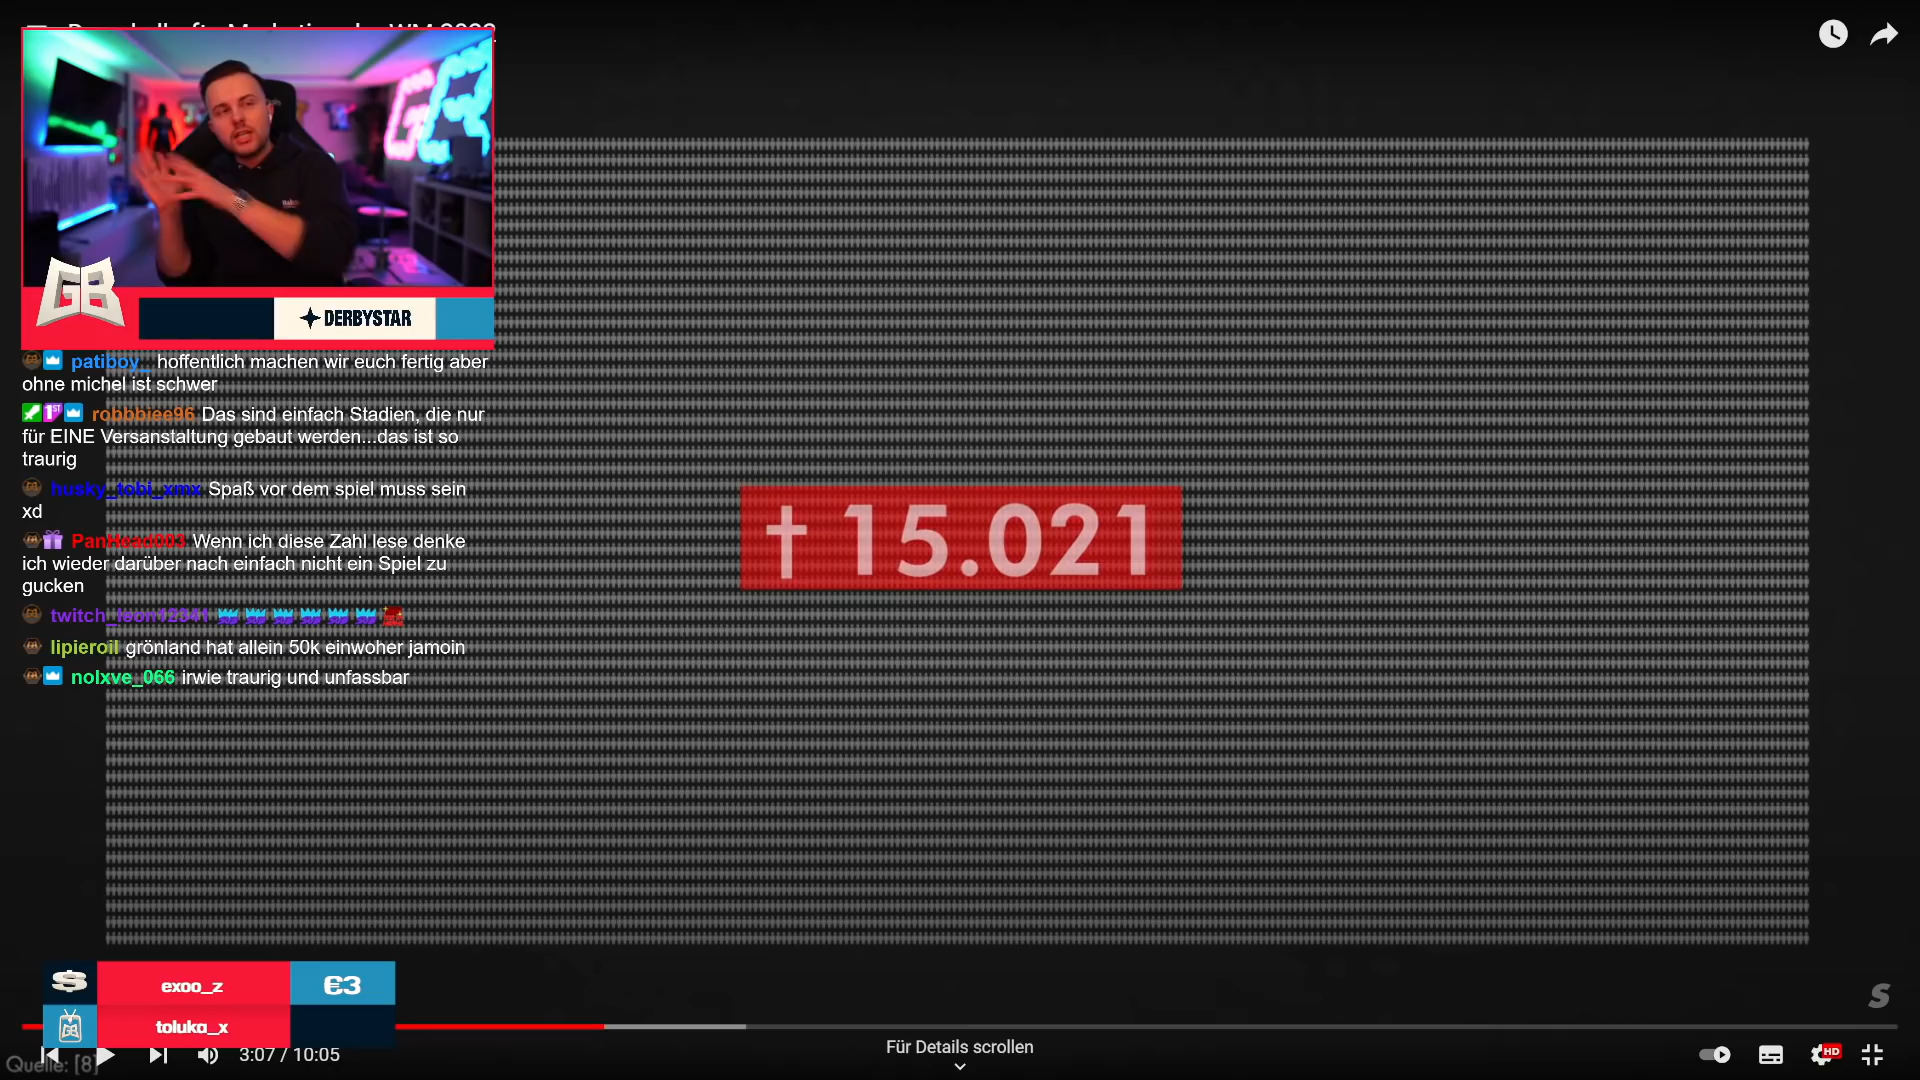 GR
GB
DERBYSTAR
patiboy_ hoffentlich machen wir euch fertig aber
ohne michel ist schwer
robbbiee96 Das sind einfach Stadien, die nur
für EINE Versanstaltung gebaut werden...das ist so
traurig
husky_tobi_xmx Spaß vor dem spiel muss sein
xd
PanHead003 Wenn ich diese Zahl lese denke
ich wieder darüber nach einfach nicht ein Spiel zu
gucken
lipieroil grönland hat allein 50k einwoher jamoin
nolxve_066 irwie traurig und unfassbar
† 15.021
exoo_z €3
toluka_x
3:07 / 10:05
Für Details scrollen
HD
Quelle: [8]